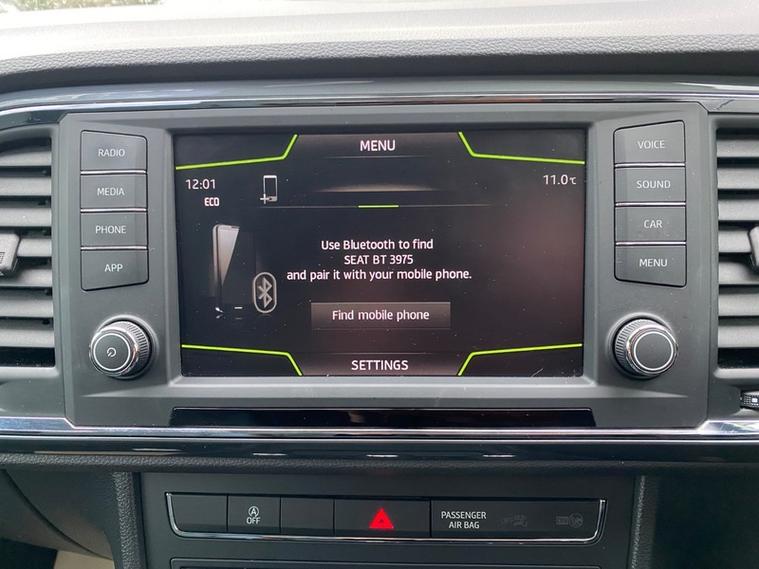 RADIO
MEDIA
PHONE
APP
MENU
12:01
ECO
11.0°C
Use Bluetooth to find
SEAT BT 3975
and pair it with your mobile phone.
Find mobile phone
SETTINGS
VOICE
SOUND
CAR
MENU
A
OFF
PASSENGER
AIR BAG